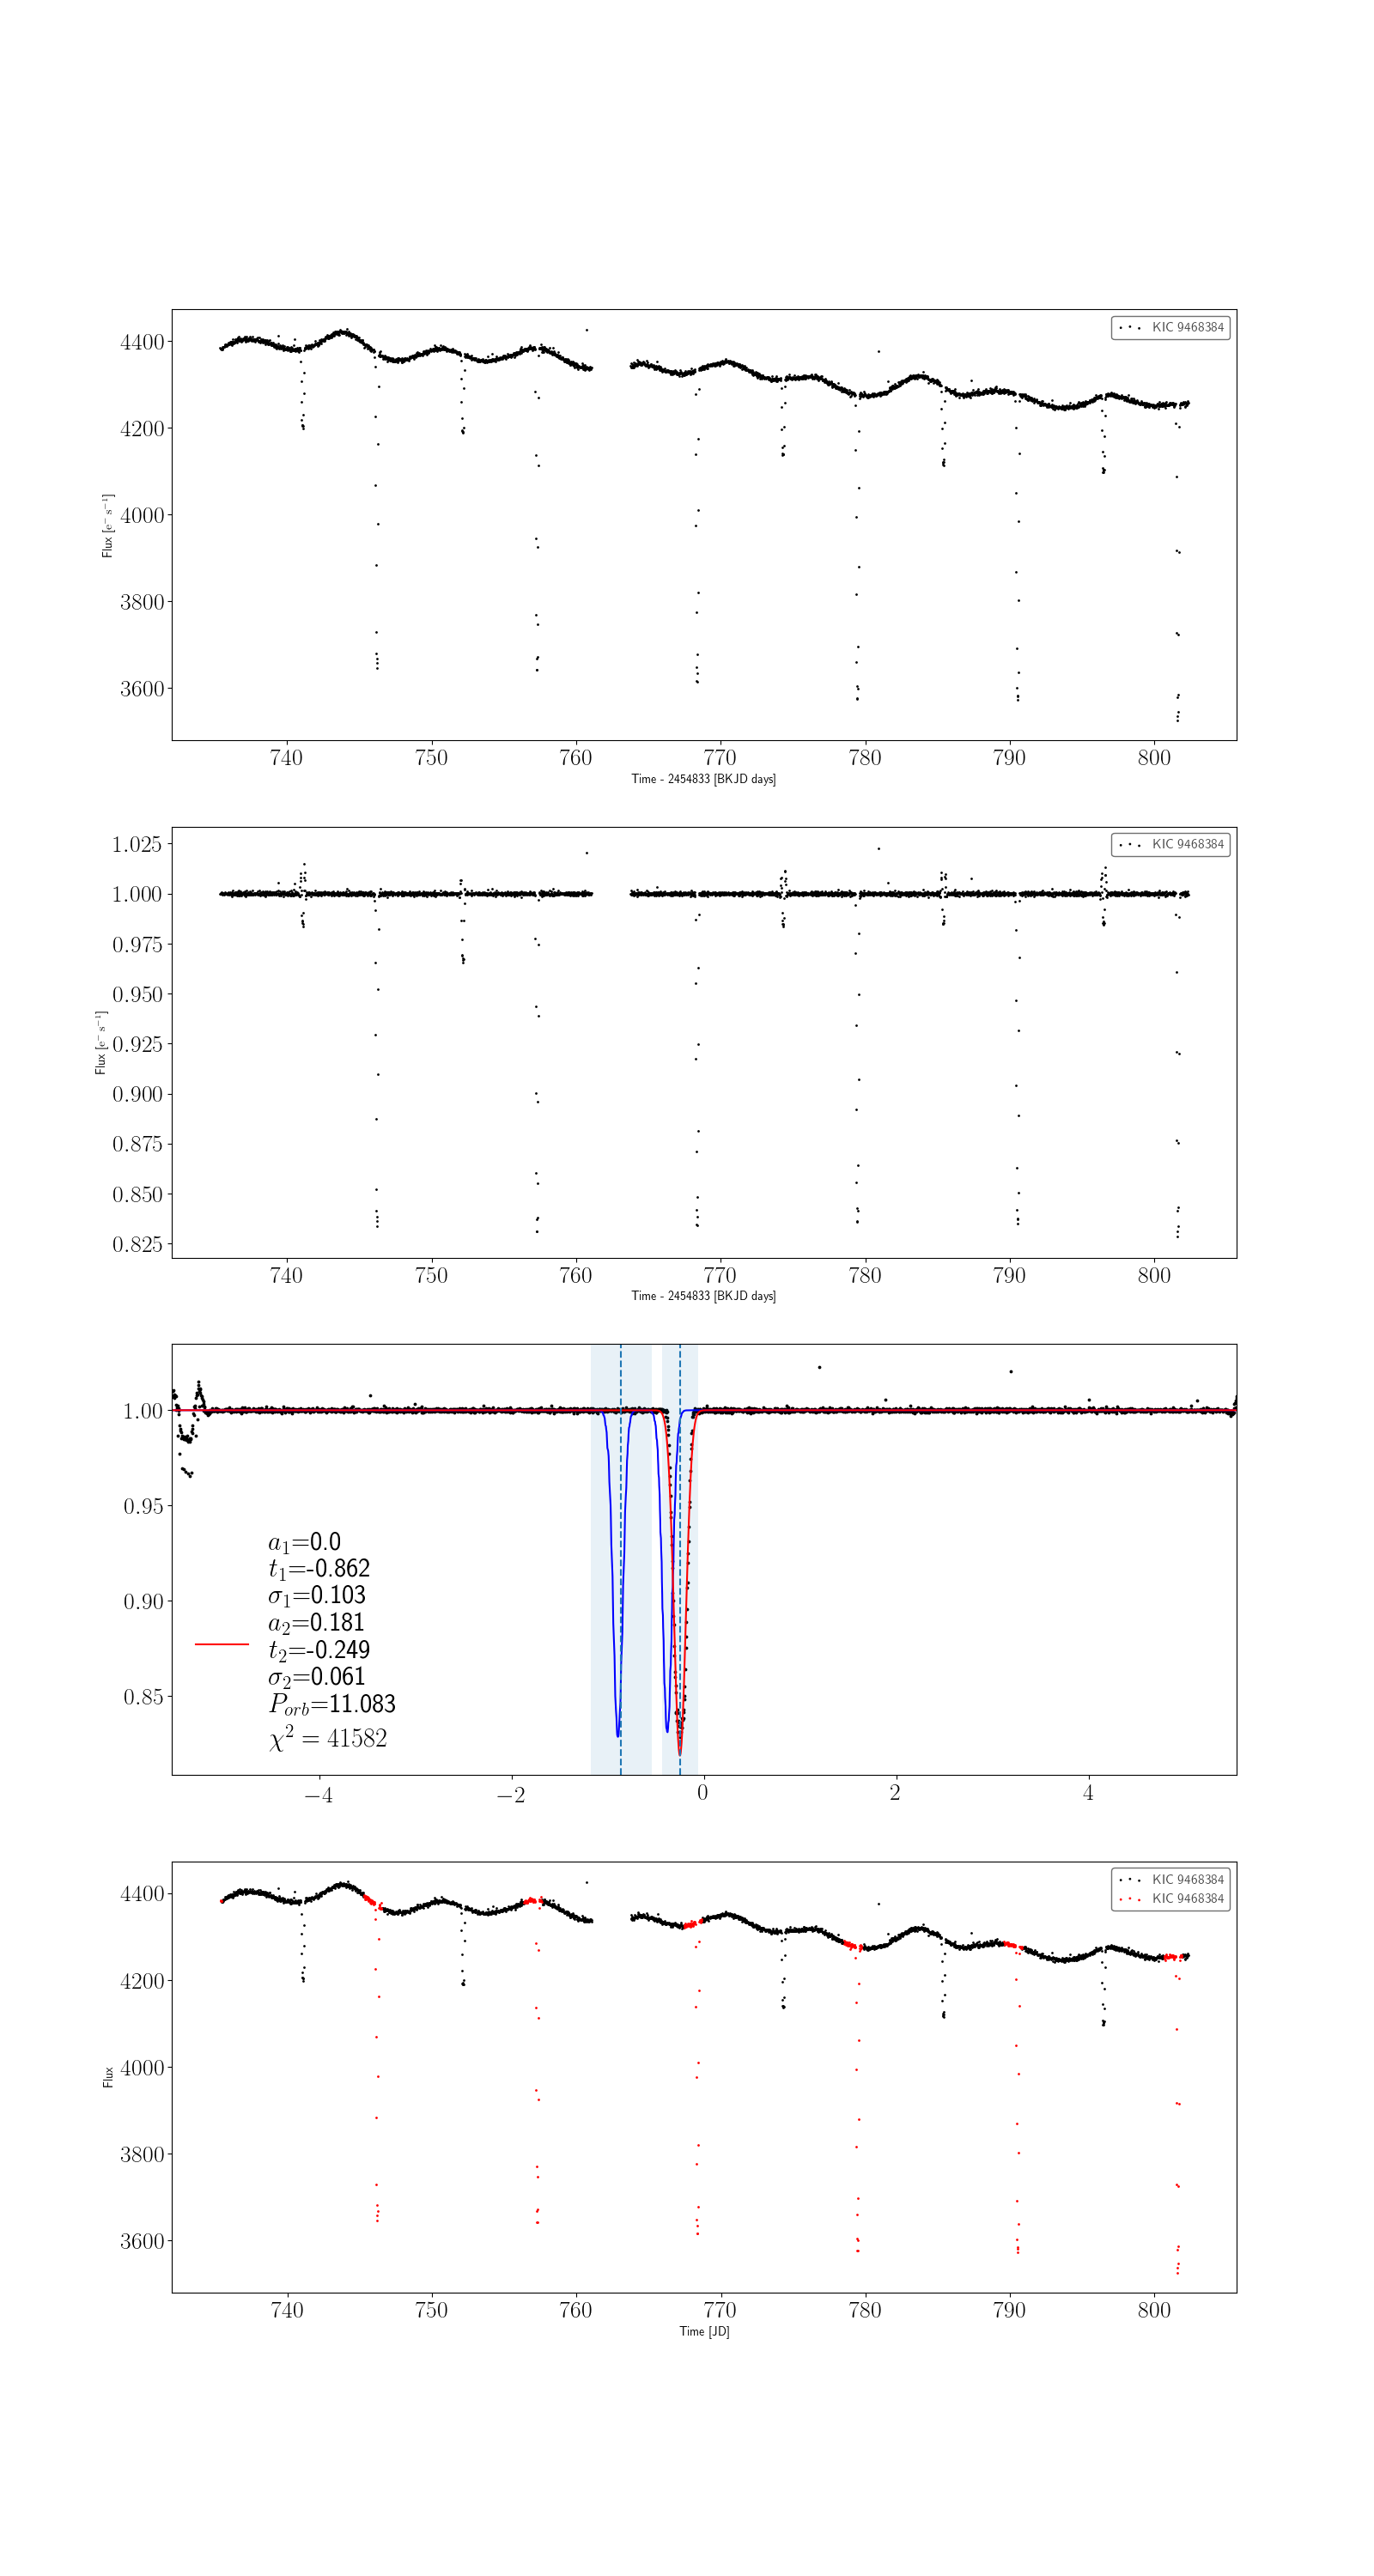 4400
4200
4000
3800
3600
Flux [e⁻ s⁻¹]
KIC 9468384
740 750 760 770 780 790 800
Time - 2454833 [BKJD days]
1.025
1.000
0.975
0.950
0.925
0.900
0.875
0.850
0.825
Flux [e⁻ s⁻¹]
KIC 9468384
740 750 760 770 780 790 800
Time - 2454833 [BKJD days]
1.00
0.95
0.90
0.85
a₁=0.0
t₁=-0.862
σ₁=0.103
a₂=0.181
t₂=-0.249
σ₂=0.061
P_orb=11.083
χ² = 41582
−4 −2 0 2 4
4400
4200
4000
3800
3600
Flux
KIC 9468384
KIC 9468384
740 750 760 770 780 790 800
Time [JD]